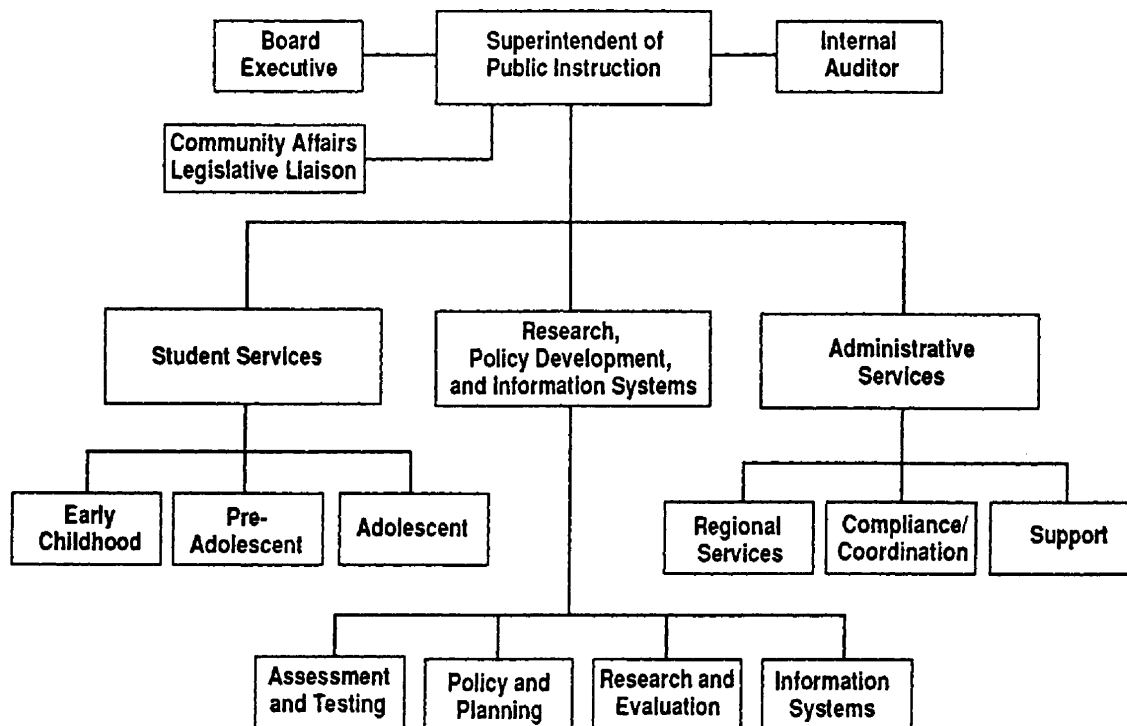 Board
Executive
Superintendent of
Public Instruction
Internal
Auditor
Community Affairs
Legislative Liaison
Student Services
Research,
Policy Development,
and Information Systems
Administrative
Services
Early
Childhood
Pre-
Adolescent
Adolescent
Regional
Services
Compliance/
Coordination
Support
Assessment
and Testing
Policy and
Planning
Research and
Evaluation
Information
Systems